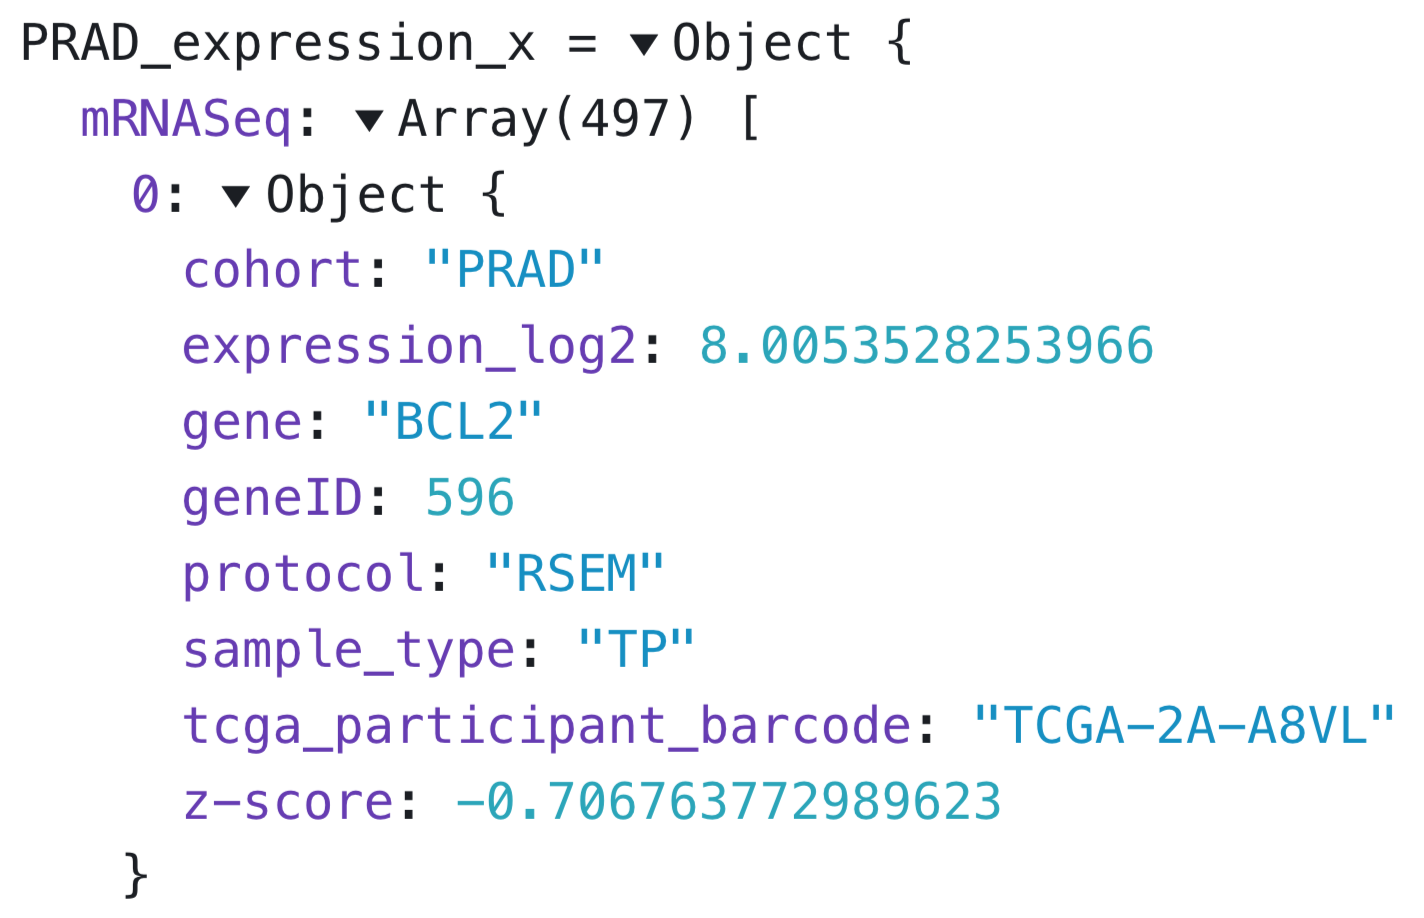 PRAD_expression_x = ▼Object {
mRNASeq: ▼Array(497) [
0: ▼Object {
cohort: "PRAD"
expression_log2: 8.0053528253966
gene: "BCL2"
geneID: 596
protocol: "RSEM"
sample_type: "TP"
tcga_participant_barcode: "TCGA-2A-A8VL"
z-score: -0.706763772989623
}